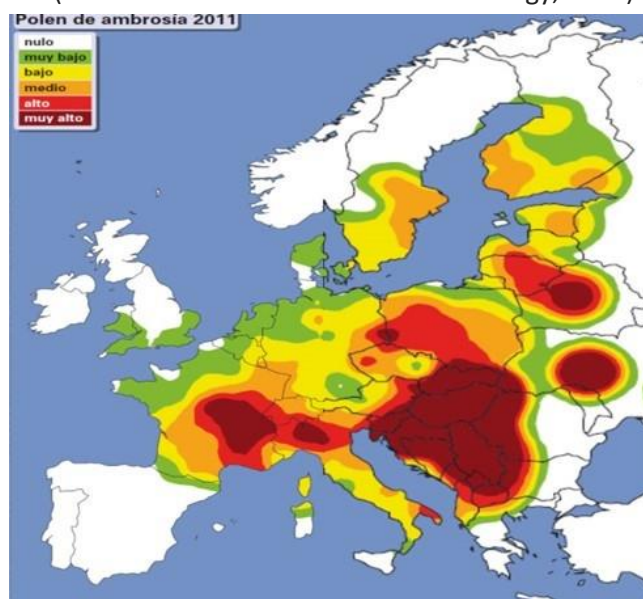 Polen de ambrosía 2011
nulo
muy bajo
bajo
medio
alto
muy alto